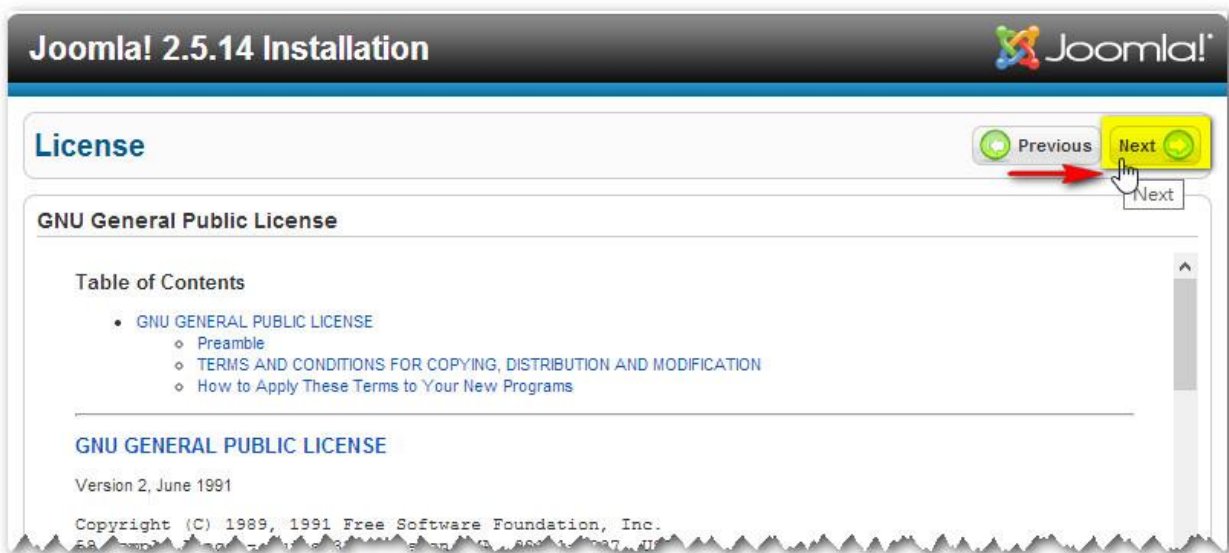 Joomla! 2.5.14 Installation
Joomla!
License
Previous
Next
Next
GNU General Public License
Table of Contents
GNU GENERAL PUBLIC LICENSE
Preamble
TERMS AND CONDITIONS FOR COPYING, DISTRIBUTION AND MODIFICATION
How to Apply These Terms to Your New Programs
GNU GENERAL PUBLIC LICENSE
Version 2, June 1991
Copyright (C) 1989, 1991 Free Software Foundation, Inc.